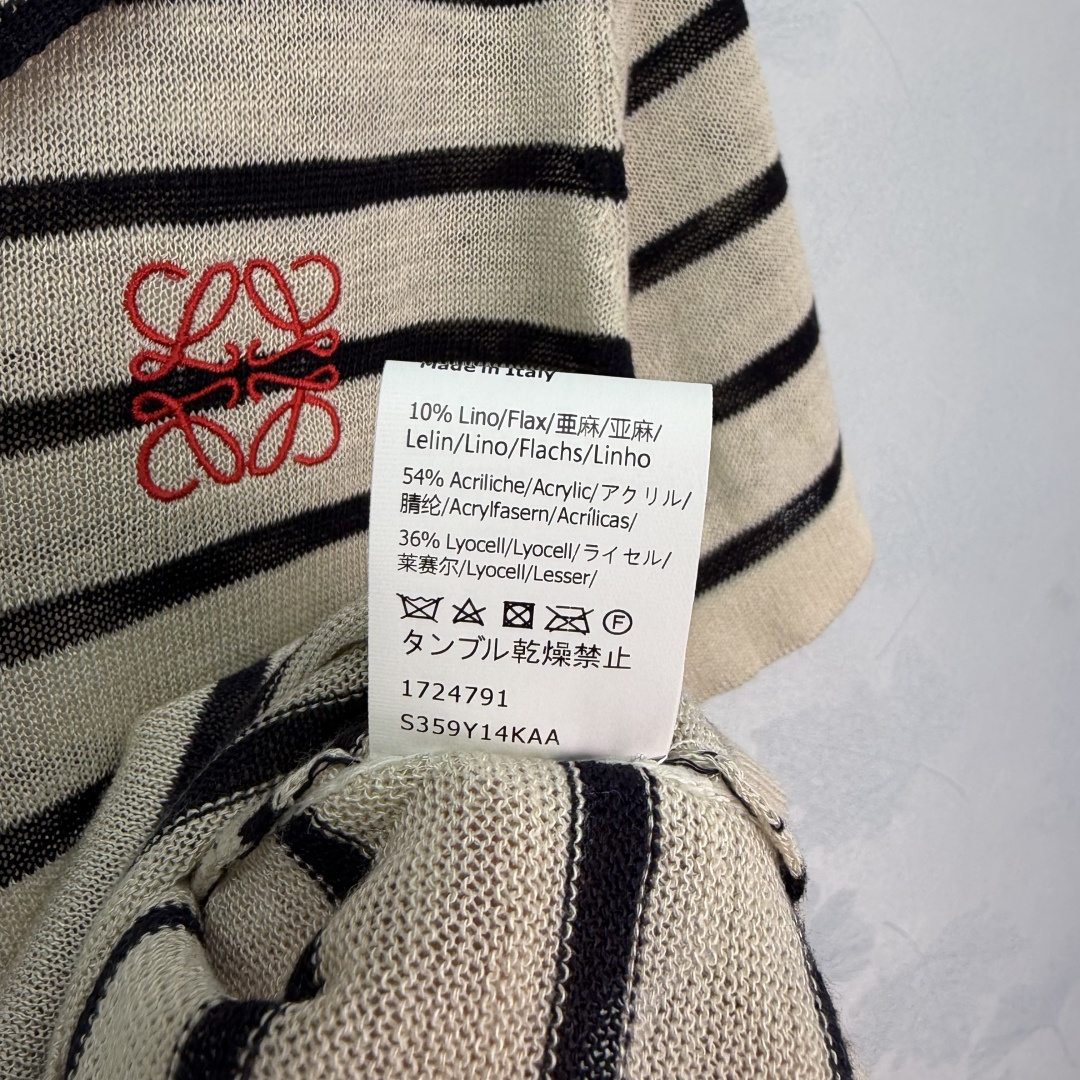 Made in Italy
10% Lino/Flax/亜麻/亚麻/
Lelin/Lino/Flachs/Linho
54% Acriliche/Acrylic/アクリル/
腈纶/Acrylfasern/Acrílicas/
36% Lyocell/Lyocell/ライセル/
莱赛尔/Lyocell/Lesser/
F
タンブル乾燥禁止
1724791
S359Y14KAA